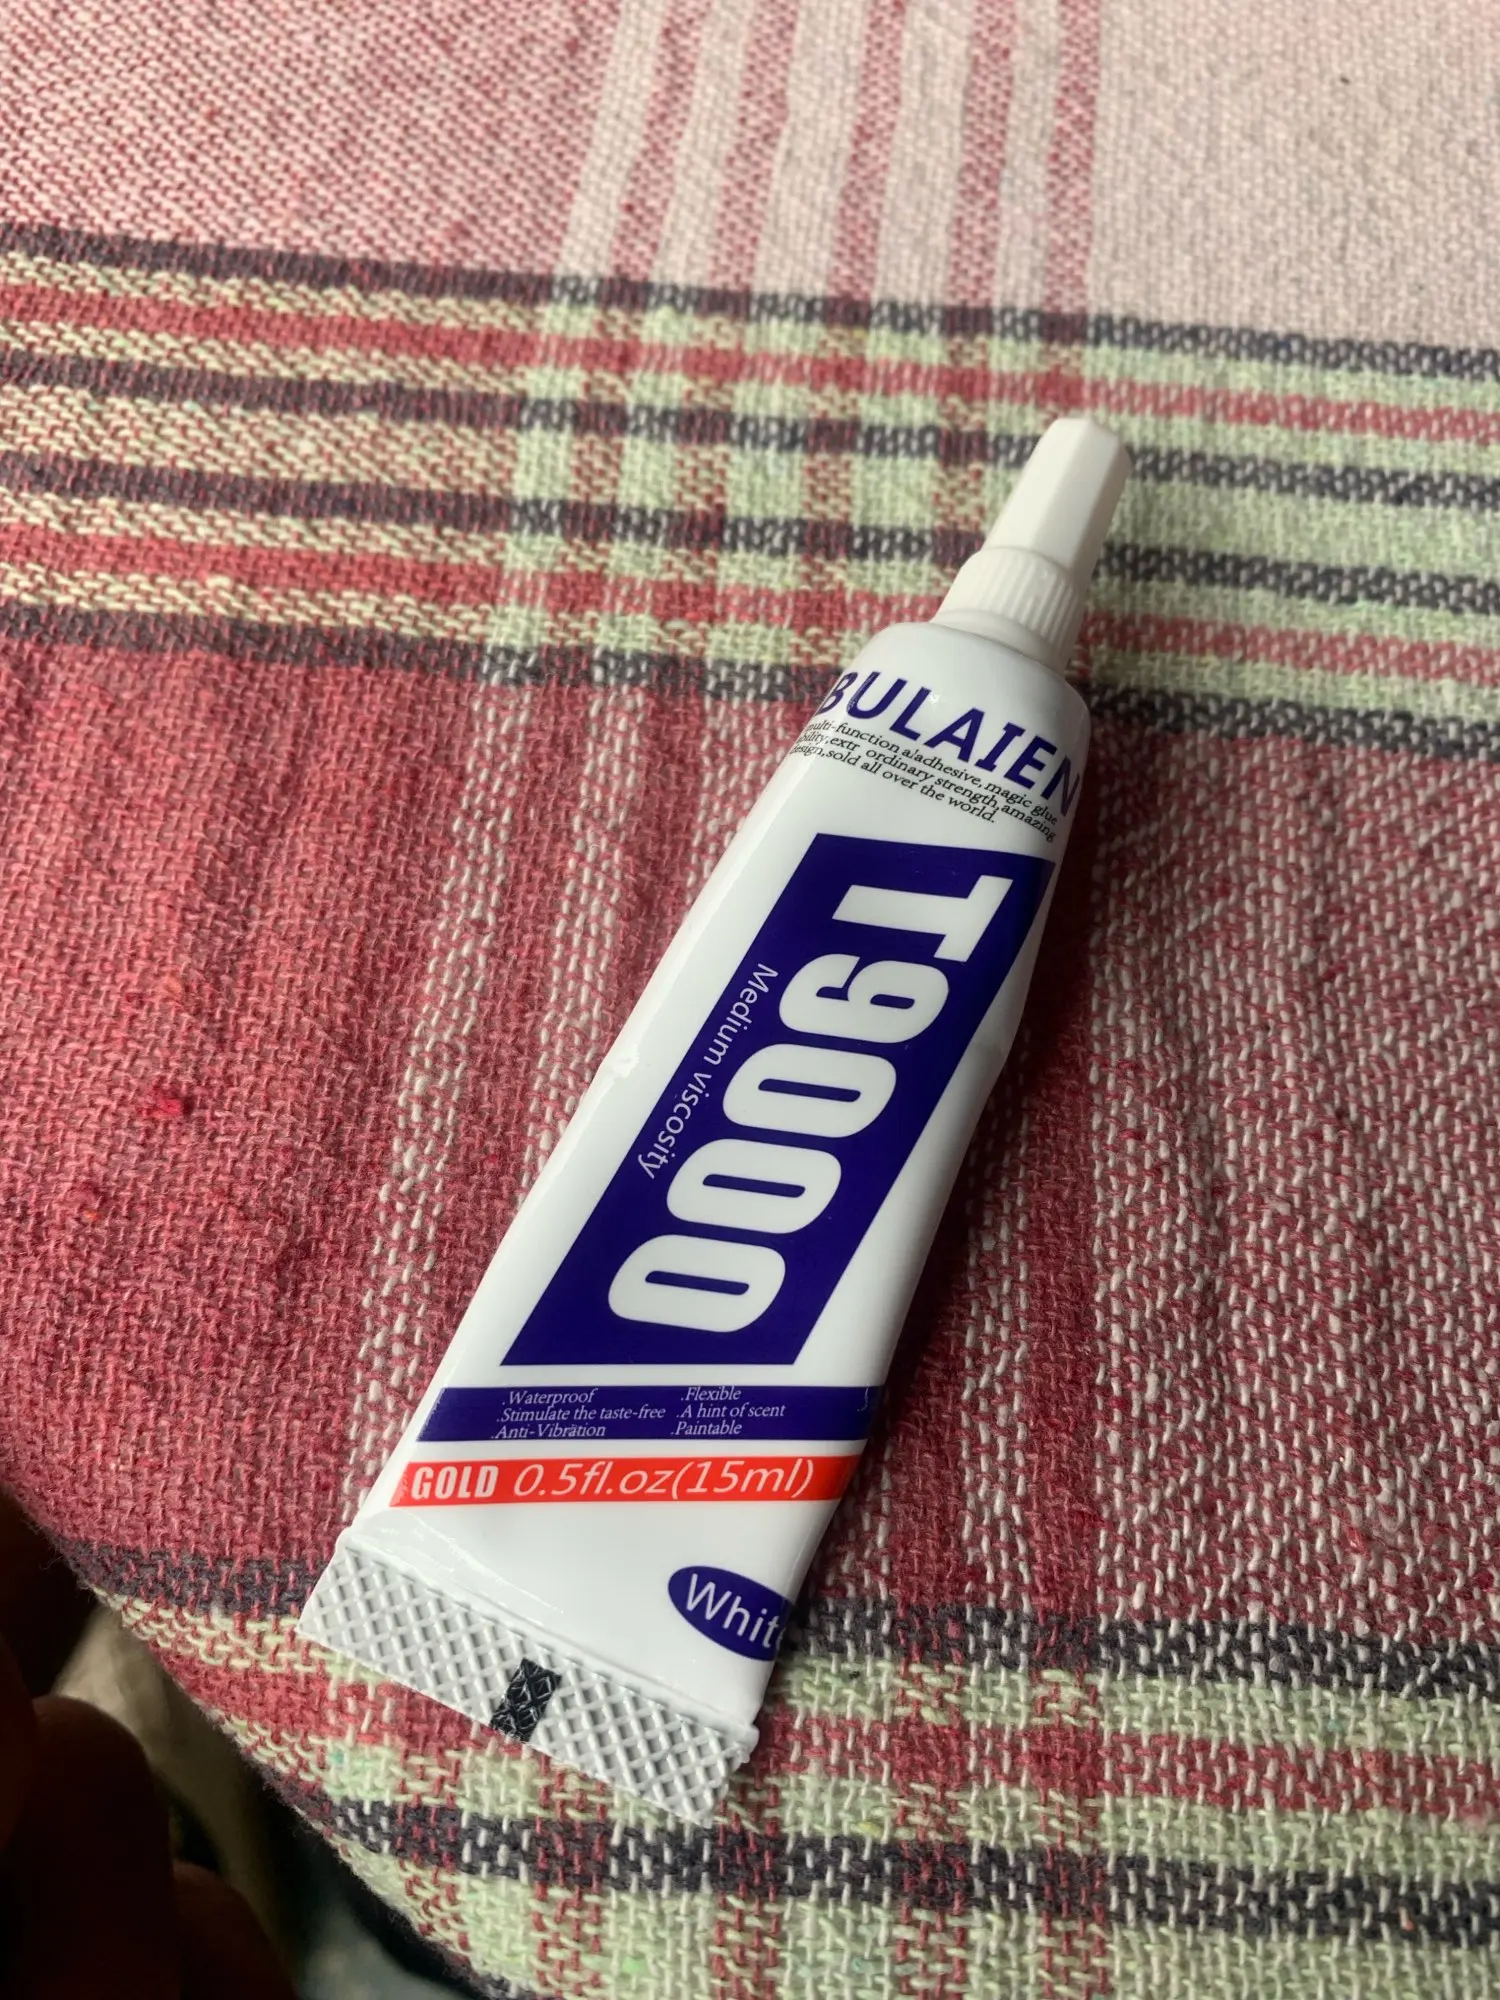 BULAIEN
multi-function a/adhesive, magic glue
bility, extr ordinary strength, amazing
design, sold all over the world.
T9000
Medium viscosity
.Waterproof .Flexible
.Stimulate the taste-free .A hint of scent
.Anti-Vibration .Paintable
GOLD 0.5fl.oz(15ml)
White